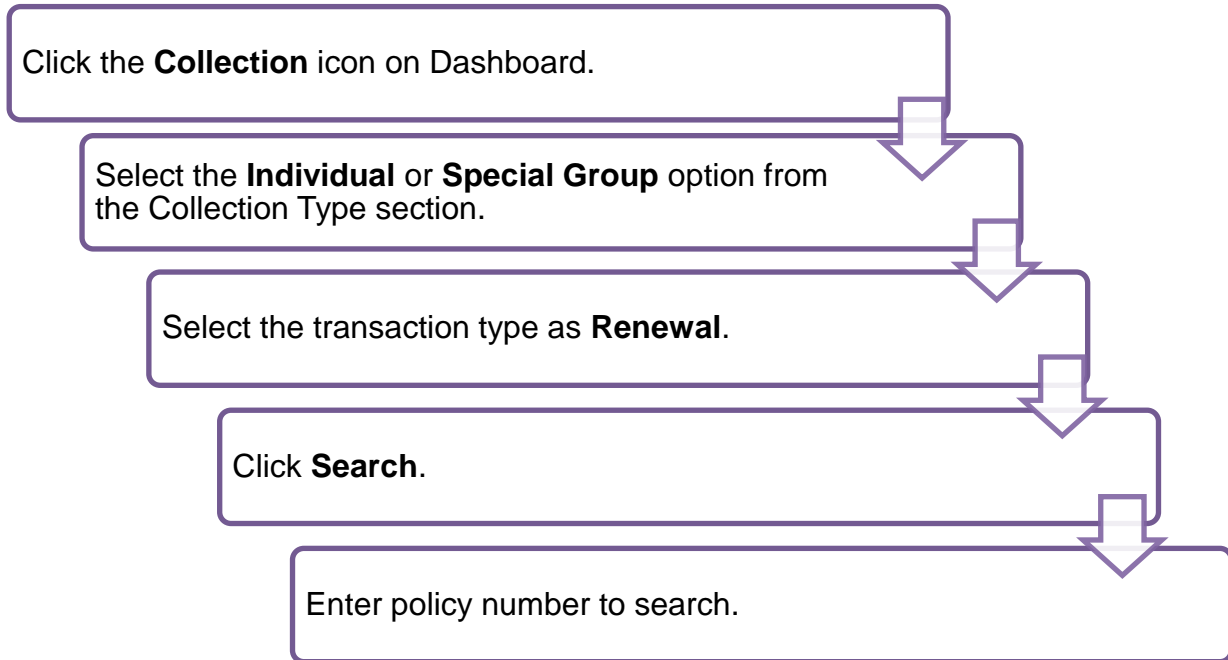 Click the Collection icon on Dashboard.
Select the Individual or Special Group option from
the Collection Type section.
Select the transaction type as Renewal.
Click Search.
Enter policy number to search.